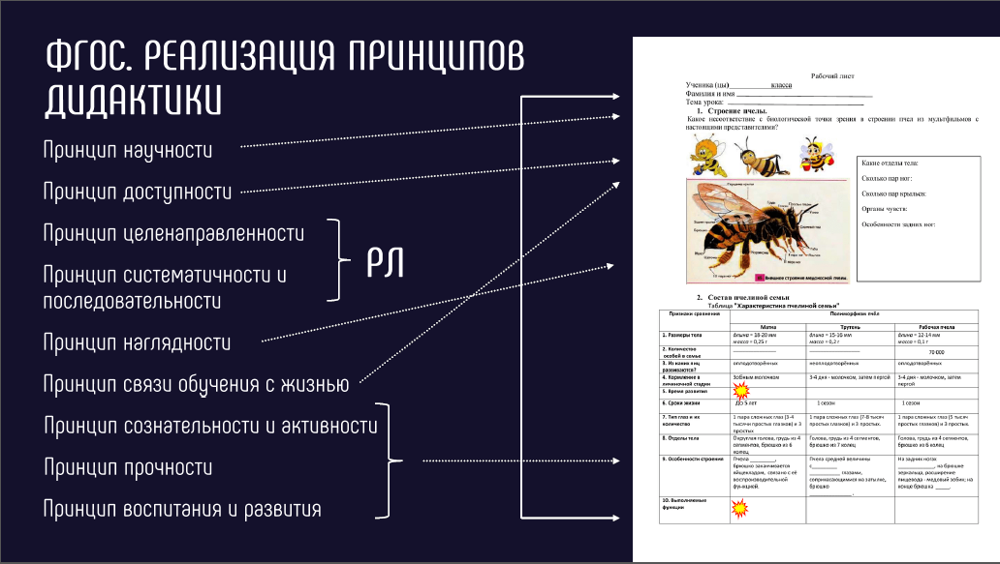 ФГОС. РЕАЛИЗАЦИЯ ПРИНЦИПОВ
ДИДАКТИКИ
Принцип научности
Принцип доступности
Принцип целенаправленности
Принцип систематичности и
последовательности
РЛ
Принцип наглядности
Принцип связи обучения с жизнью
Принцип сознательности и активности
Принцип прочности
Принцип воспитания и развития
Рабочий лист
Ученика (цы)__________класса
Фамилия и имя
Тема урока:
1. Строение пчелы.
Какое несоответствие с биологической точки зрения в строении пчел из мультфильмов с
настоящими представителями?
Какие отделы тела:
Сколько пар ног:
Сколько пар крыльев:
Органы чувств:
Особенности задних ног:
Внешнее строение медоносной пчелы.
2. Состав пчелиной семьи
Таблица "Характеристика пчелиной семьи"
Признаки сравнения Полиморфизм пчёл
Матка Трутень Рабочая пчела
1. Размеры тела длина = 18-20 мм длина = 15-16 мм длина = 12-14 мм
масса = 0,25 г масса = 0,2 г масса = 0,1 г
2. Количество
особей в семье 70 000
3. Из каких яиц оплодотворённых неоплодотворённых оплодотворённых
развиваются?
4. Кормление в Зобным молочком 3-4 дня - молочком, затем пергой 3-4 дня - молочком, затем
личиночной стадии пергой
5. Время развития
6. Сроки жизни До 5 лет 1 сезон 1 сезон
7. Тип глаз и их 1 пара сложных глаз (3-4 1 пара сложных глаз (7-8 тысяч 1 пара сложных глаз (5 тысяч
количество тысячи простых глазков) и 3 простых глазков) и 3 простых. простых глазков) и 3 простых.
простых
8. Отделы тела Округлая голова, грудь из 4 Голова, грудь из 4 сегментов, Голова, грудь из 4 сегментов,
сегментов, брюшко из 6 брюшко из 7 колец брюшко из 6 колец
колец
9. Особенности строения Пчела ______, Пчела средней величины На задних ногах
брюшко заканчивается с________ ____________, на брюшке
яйцекладом, связано с её __________ глазами, зеркальца, расширение
воспроизводительной соприкасающимися на затылке, пищевода - медовый зобик; на
функцией. брюшко конце брюшка _____.
10. Выполняемые
функции